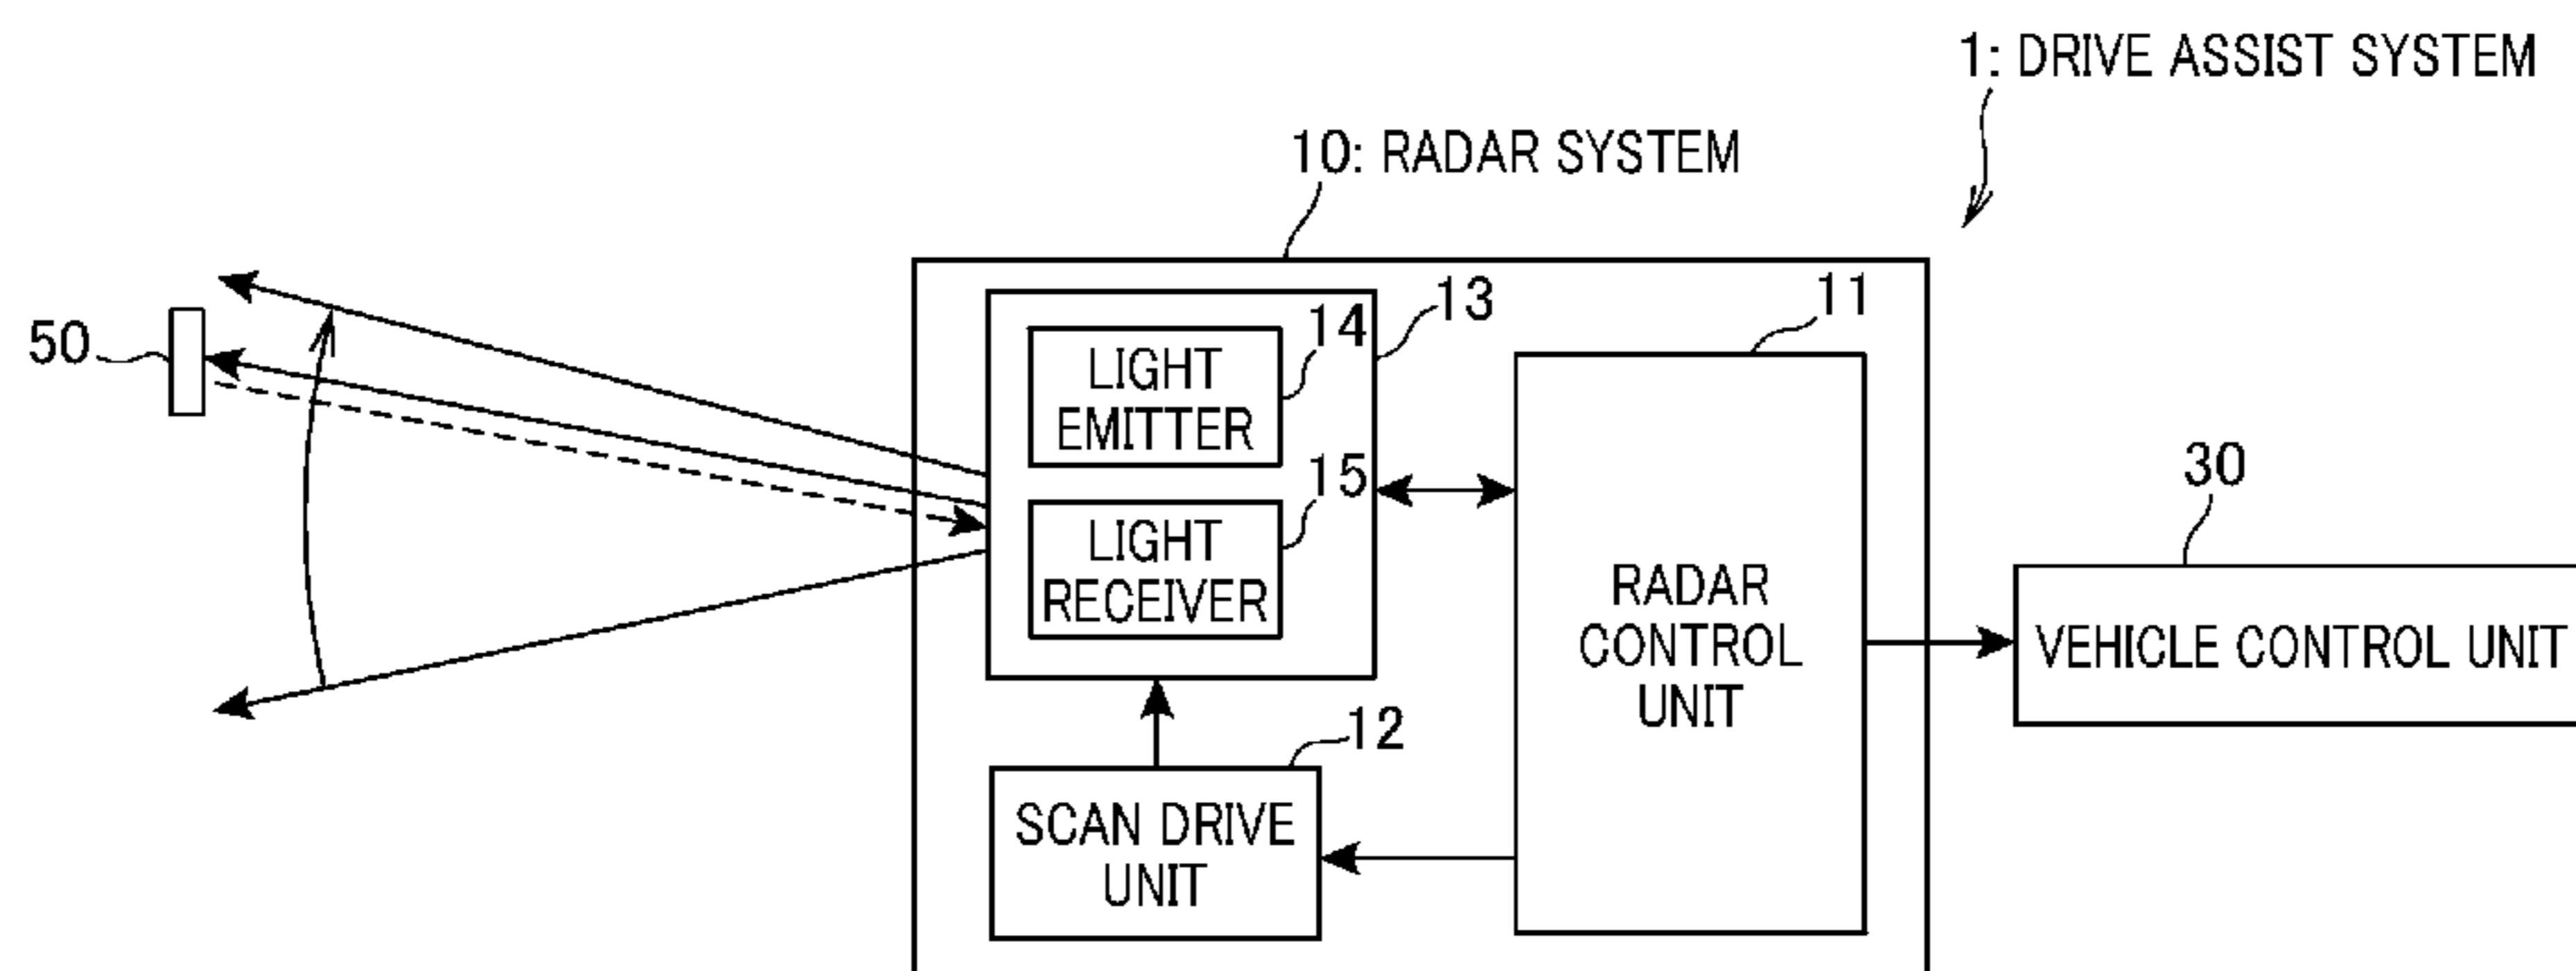 1: DRIVE ASSIST SYSTEM
10: RADAR SYSTEM
50
13
11
14
LIGHT
EMITTER
15
LIGHT
RECEIVER
RADAR
CONTROL
UNIT
30
VEHICLE CONTROL UNIT
12
SCAN DRIVE
UNIT